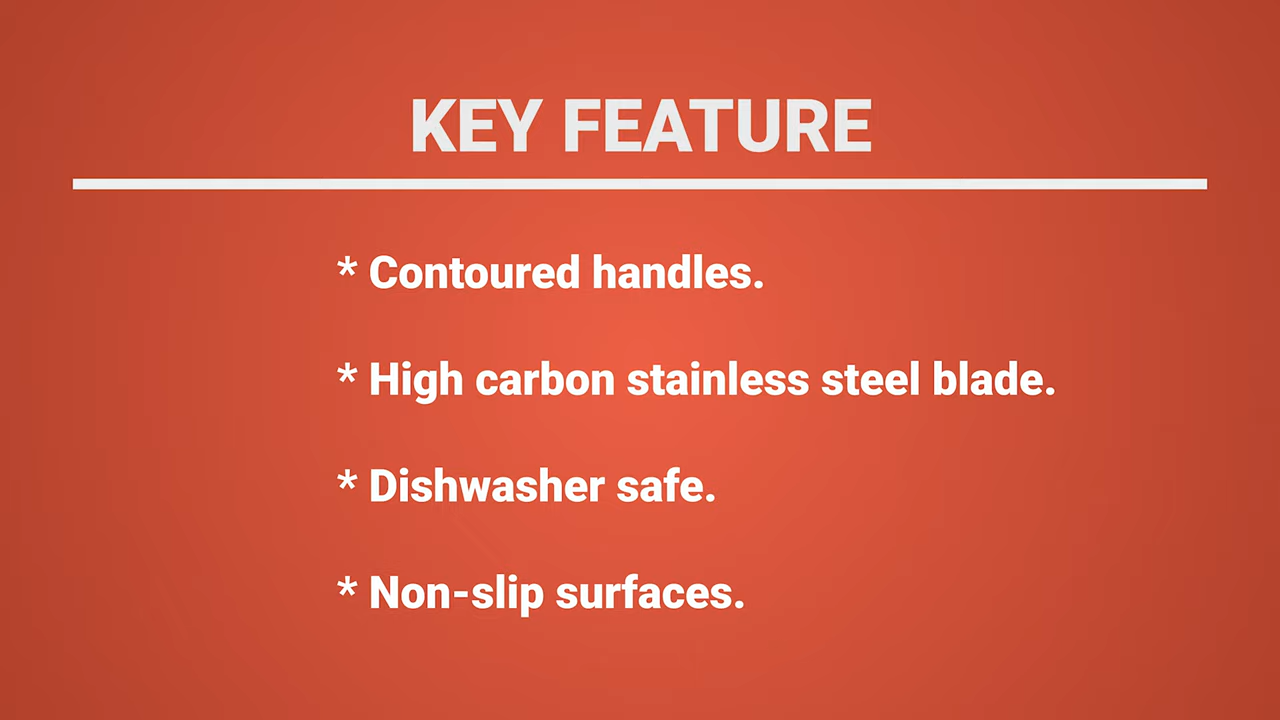 KEY FEATURE
* Contoured handles.
* High carbon stainless steel blade.
* Dishwasher safe.
* Non-slip surfaces.